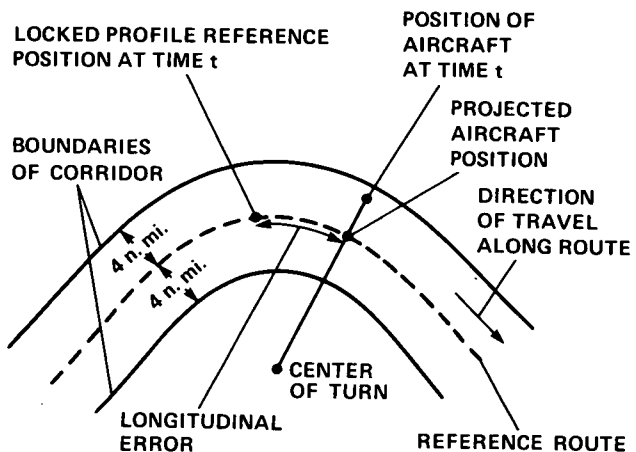 LOCKED PROFILE REFERENCE
POSITION AT TIME t
POSITION OF
AIRCRAFT
AT TIME t
PROJECTED
AIRCRAFT
POSITION
BOUNDARIES
OF CORRIDOR
DIRECTION
OF TRAVEL
ALONG ROUTE
4 n. mi.
4 n. mi.
CENTER
OF TURN
LONGITUDINAL
ERROR
REFERENCE ROUTE